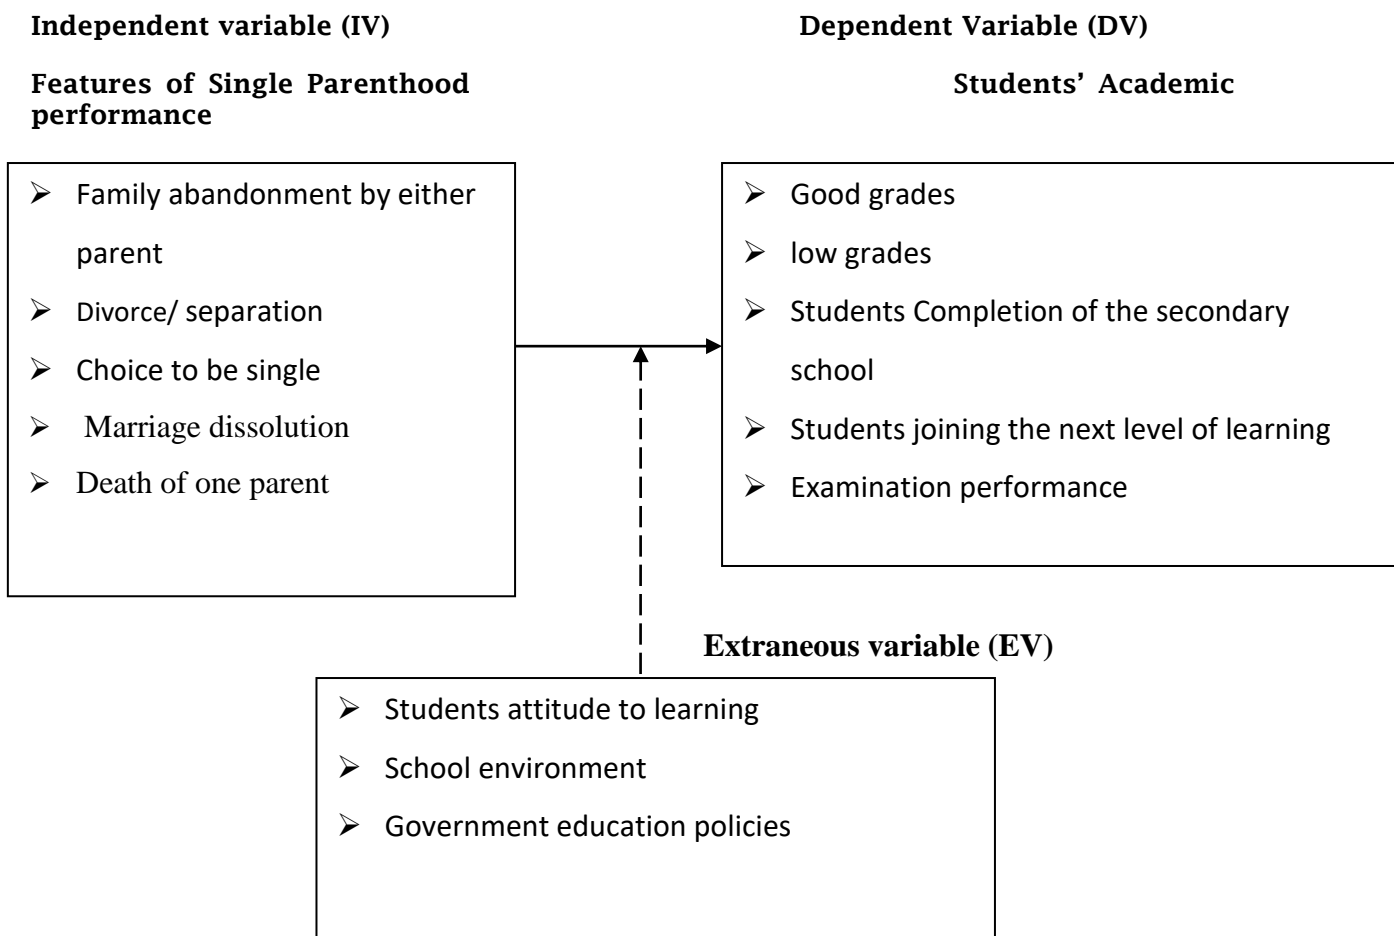 Independent variable (IV) Dependent Variable (DV)
Features of Single Parenthood Students’ Academic
performance
➢ Family abandonment by either
parent
➢ Divorce/ separation
➢ Choice to be single
➢ Marriage dissolution
➢ Death of one parent
➢ Good grades
➢ low grades
➢ Students Completion of the secondary
school
➢ Students joining the next level of learning
➢ Examination performance
Extraneous variable (EV)
➢ Students attitude to learning
➢ School environment
➢ Government education policies